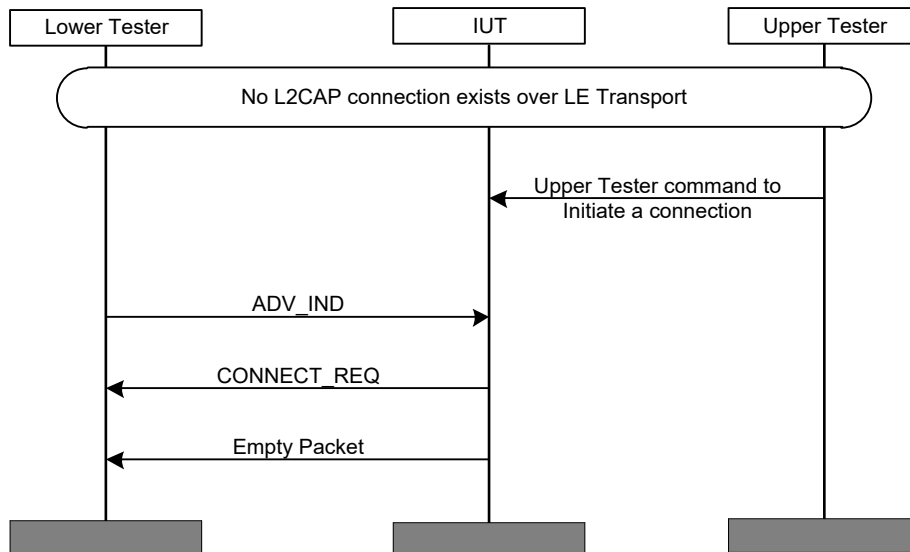 Lower Tester
IUT
Upper Tester
No L2CAP connection exists over LE Transport
Upper Tester command to
Initiate a connection
ADV_IND
CONNECT_REQ
Empty Packet